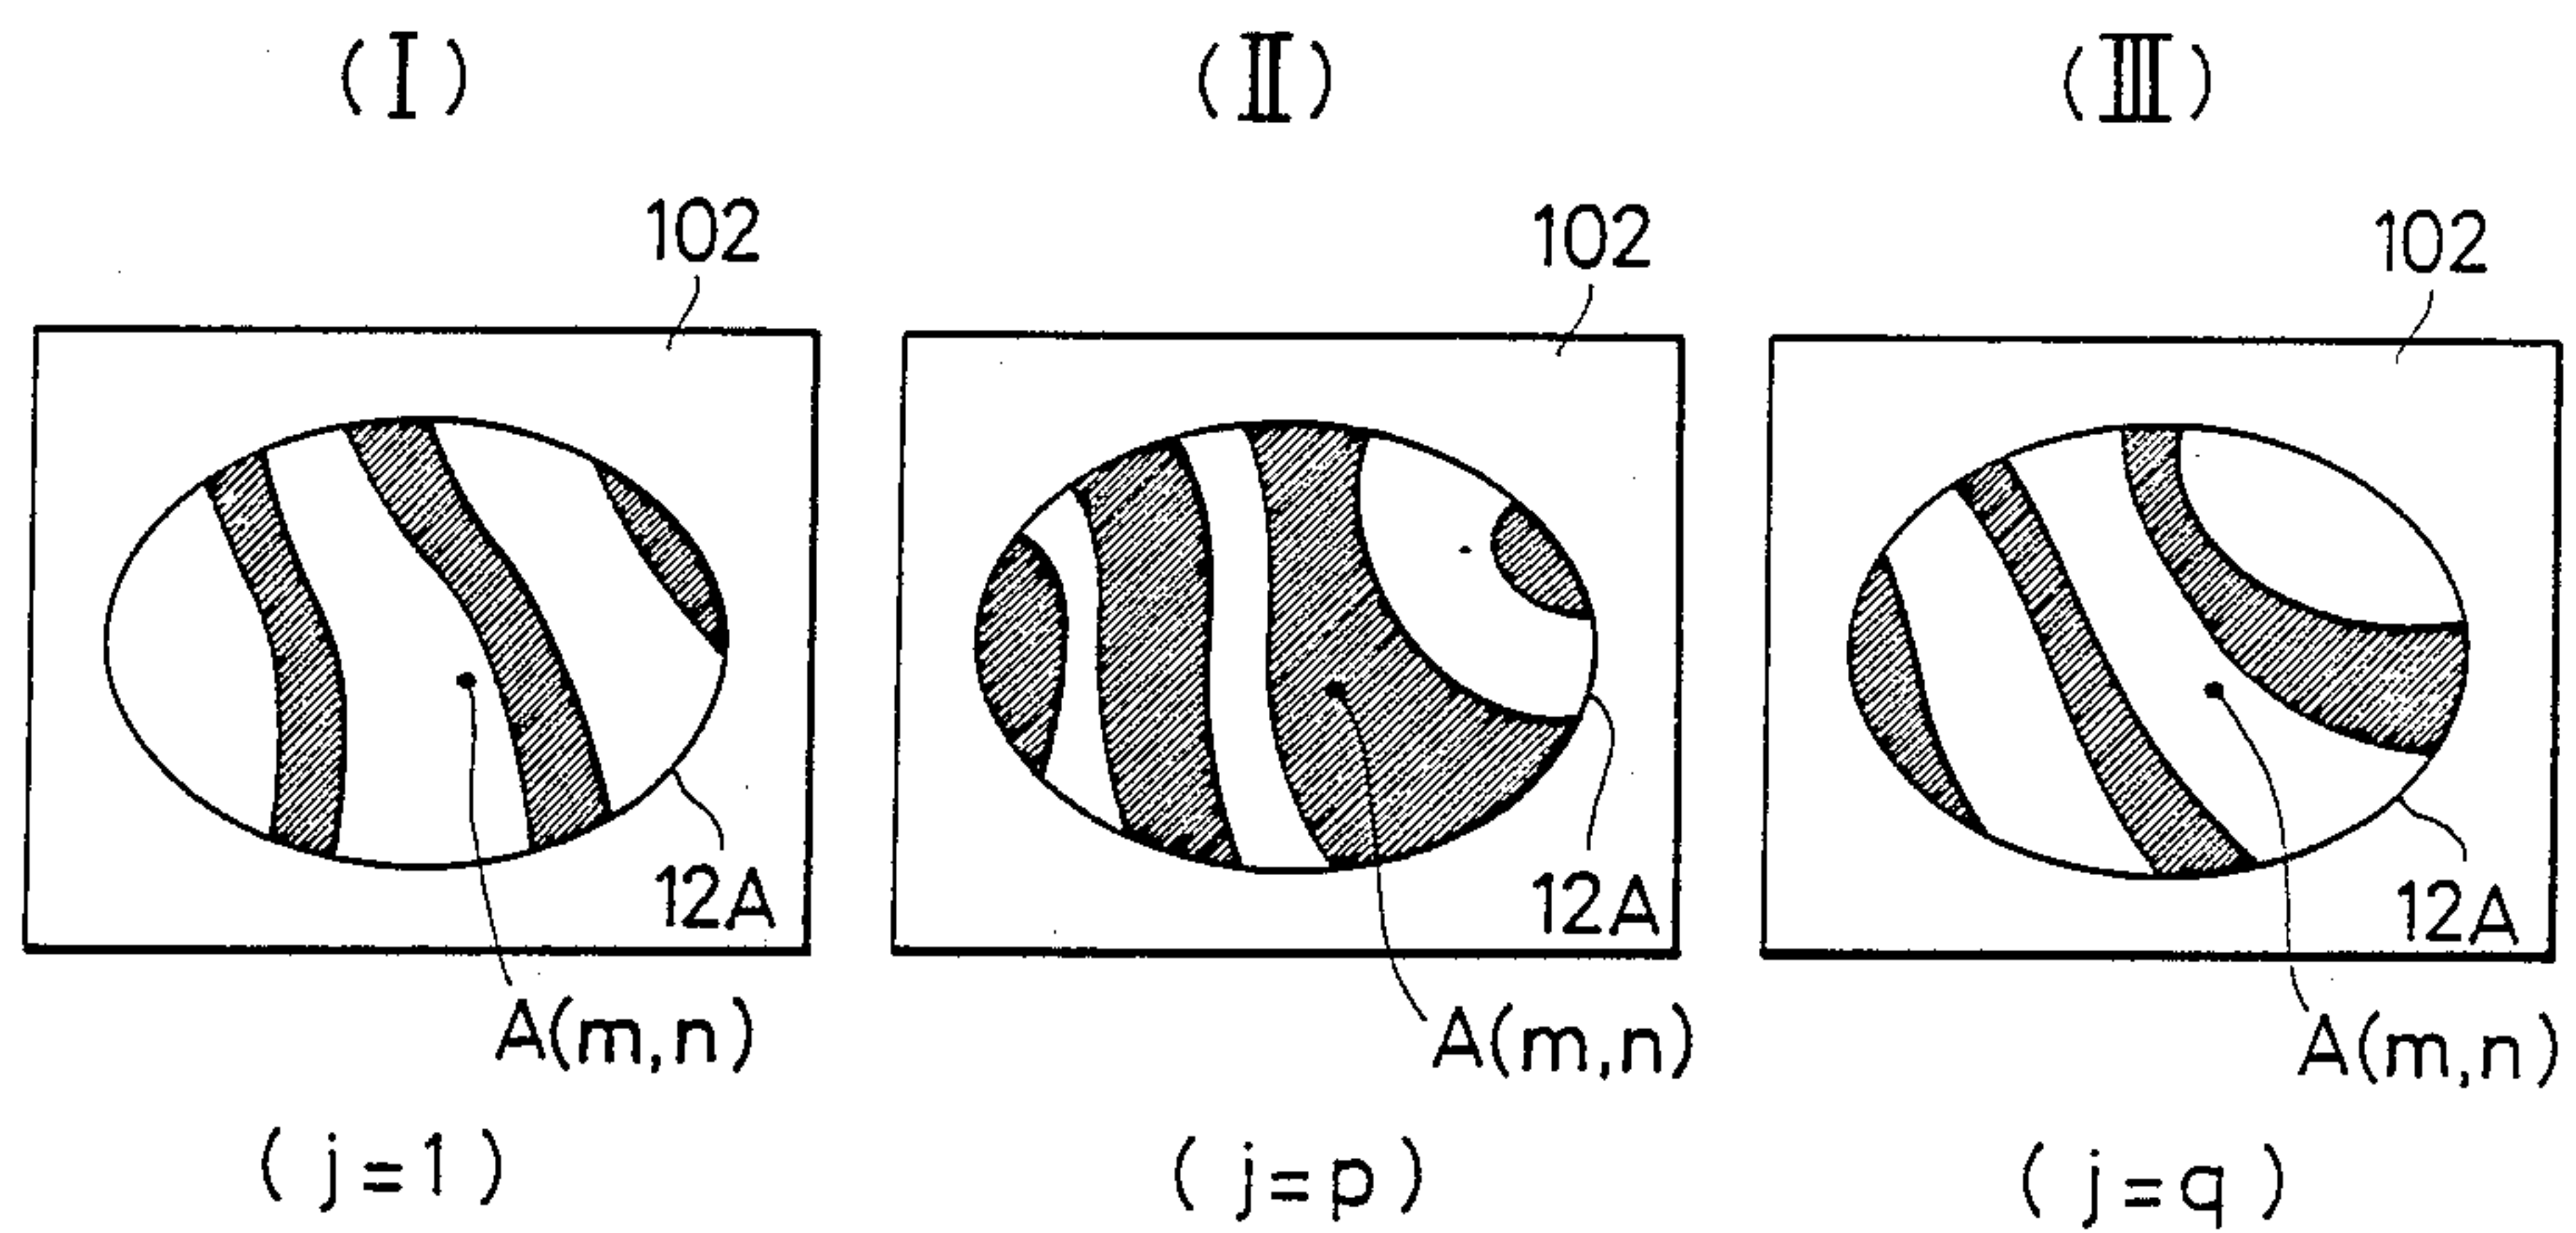 (I) (II) (III)
102 102 102
12A 12A 12A
A(m,n) A(m,n) A(m,n)
(j=1) (j=p) (j=q)